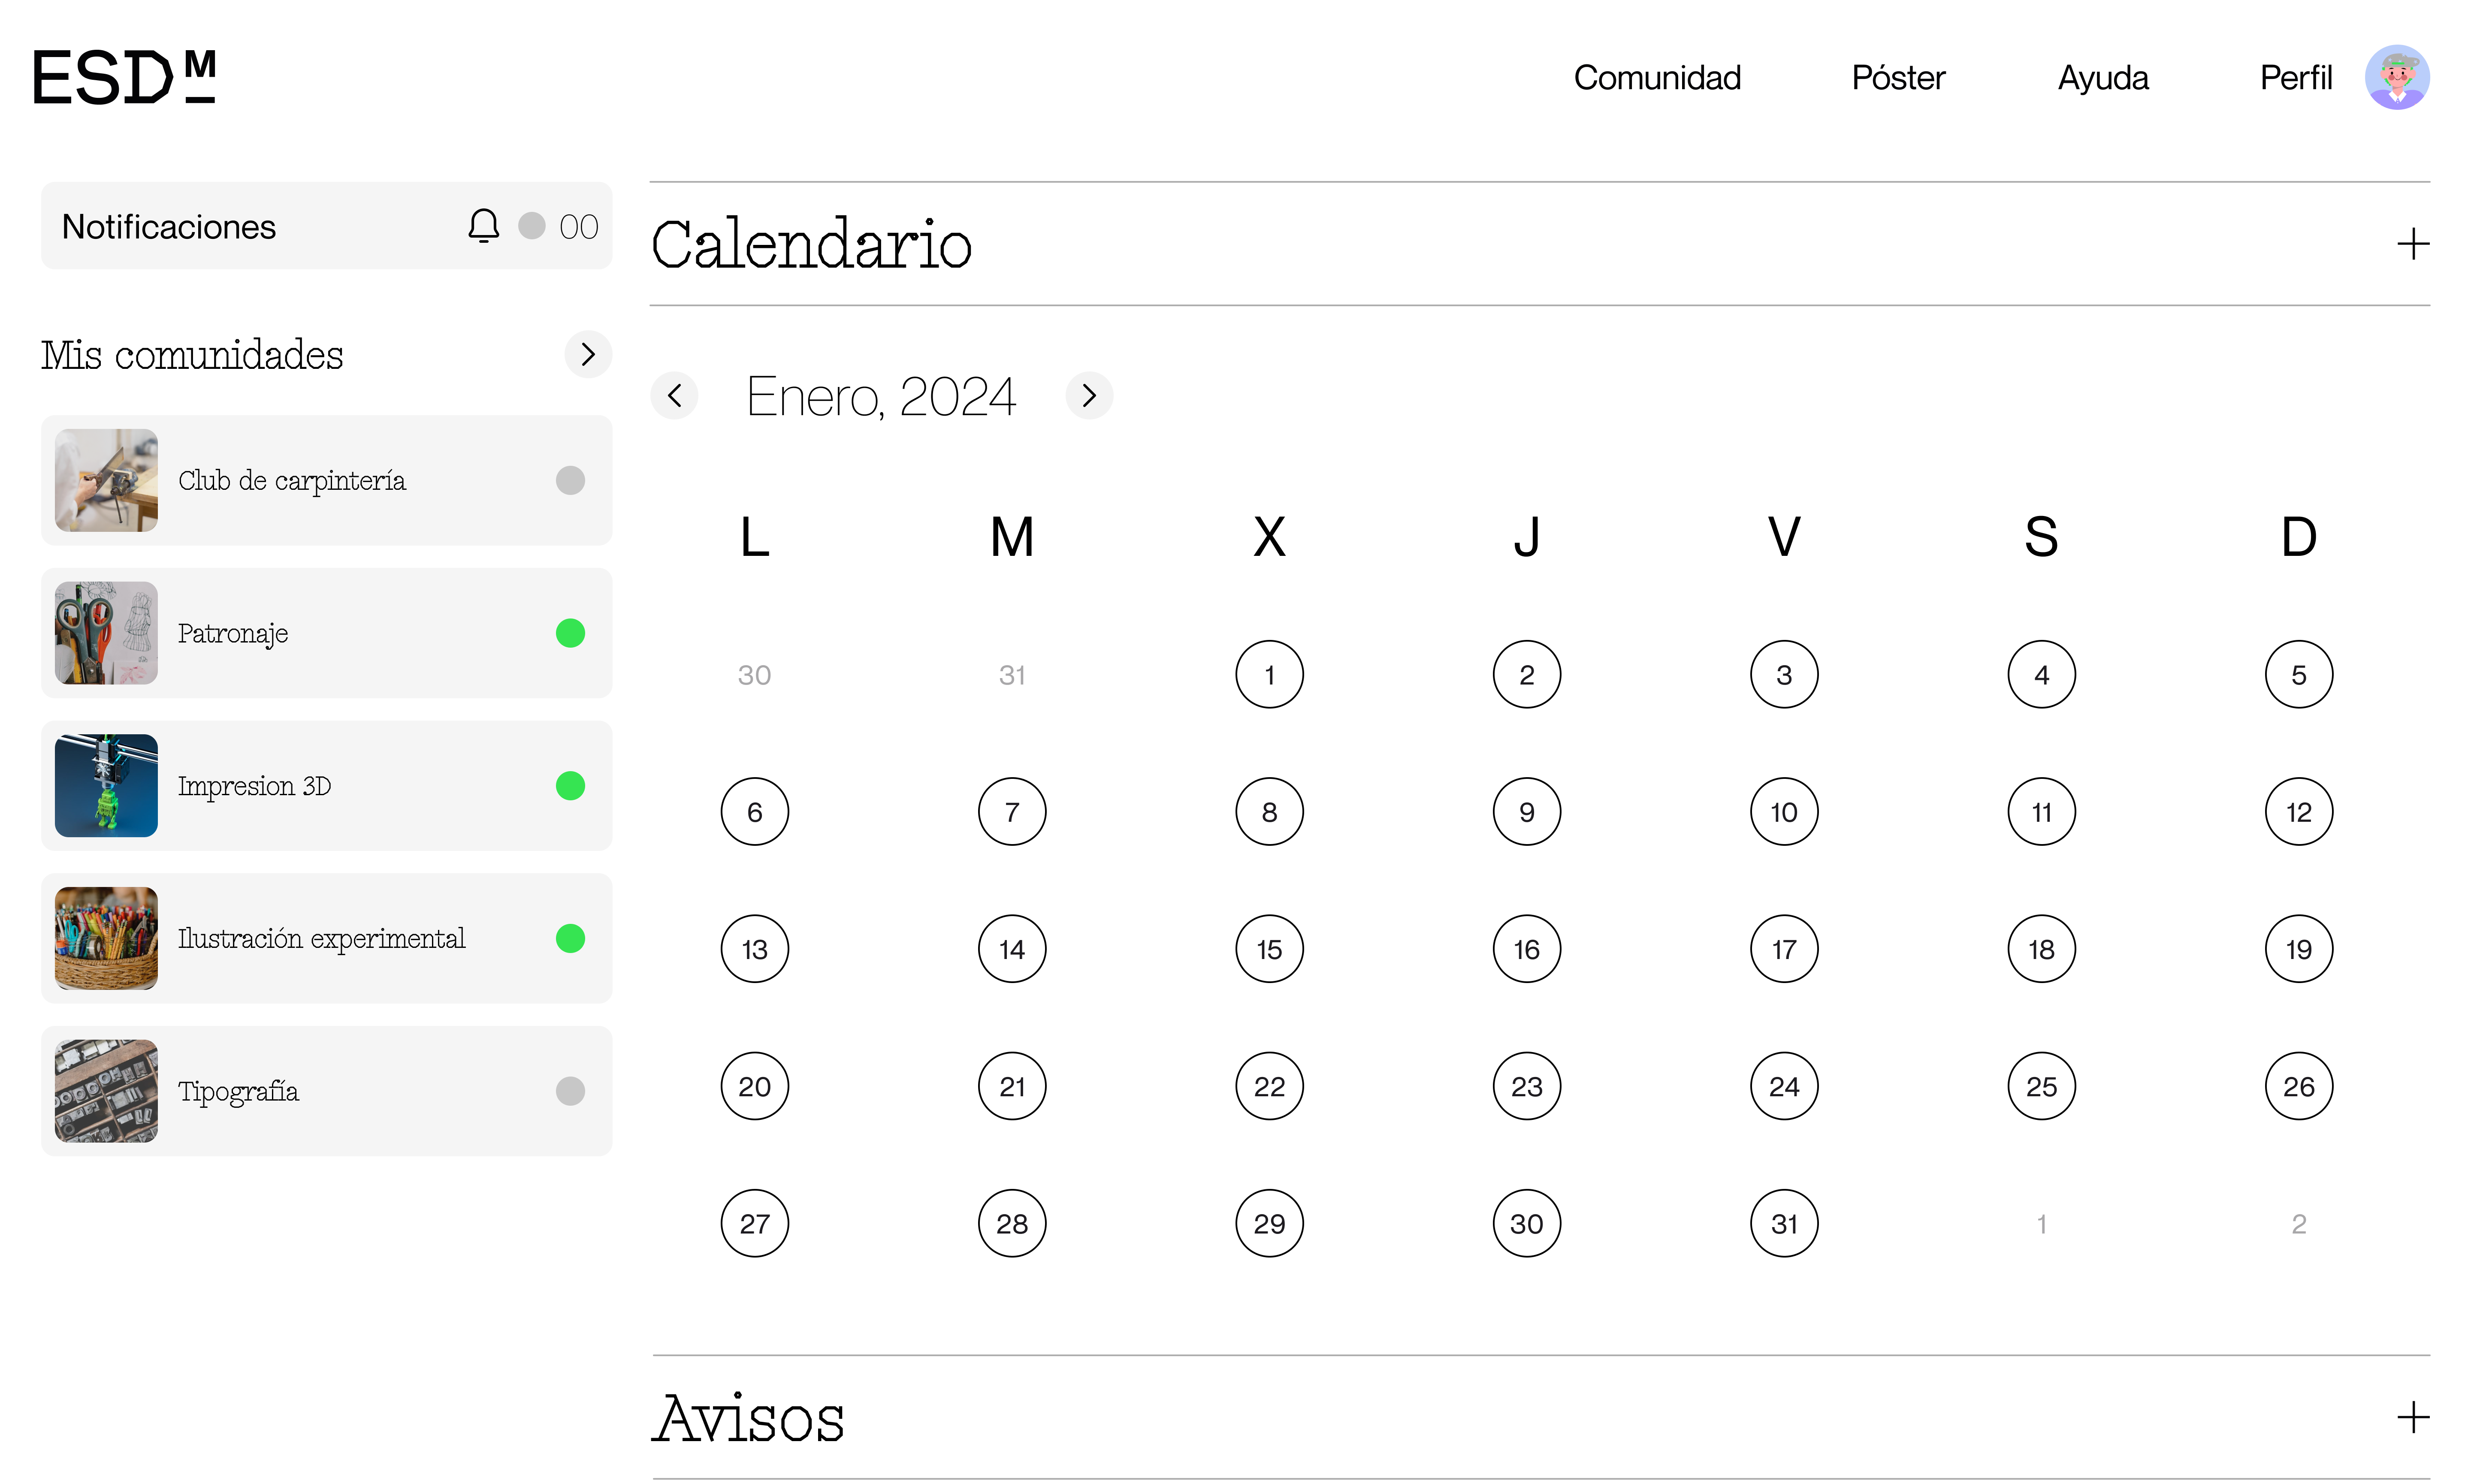 ESDM
Comunidad
Póster
Ayuda
Perfil
Notificaciones
00
Mis comunidades
Club de carpintería
Patronaje
Impresion 3D
Ilustración experimental
Tipografía
Calendario
Enero, 2024
L M X J V S D
30 31 1 2 3 4 5
6 7 8 9 10 11 12
13 14 15 16 17 18 19
20 21 22 23 24 25 26
27 28 29 30 31 1 2
Avisos